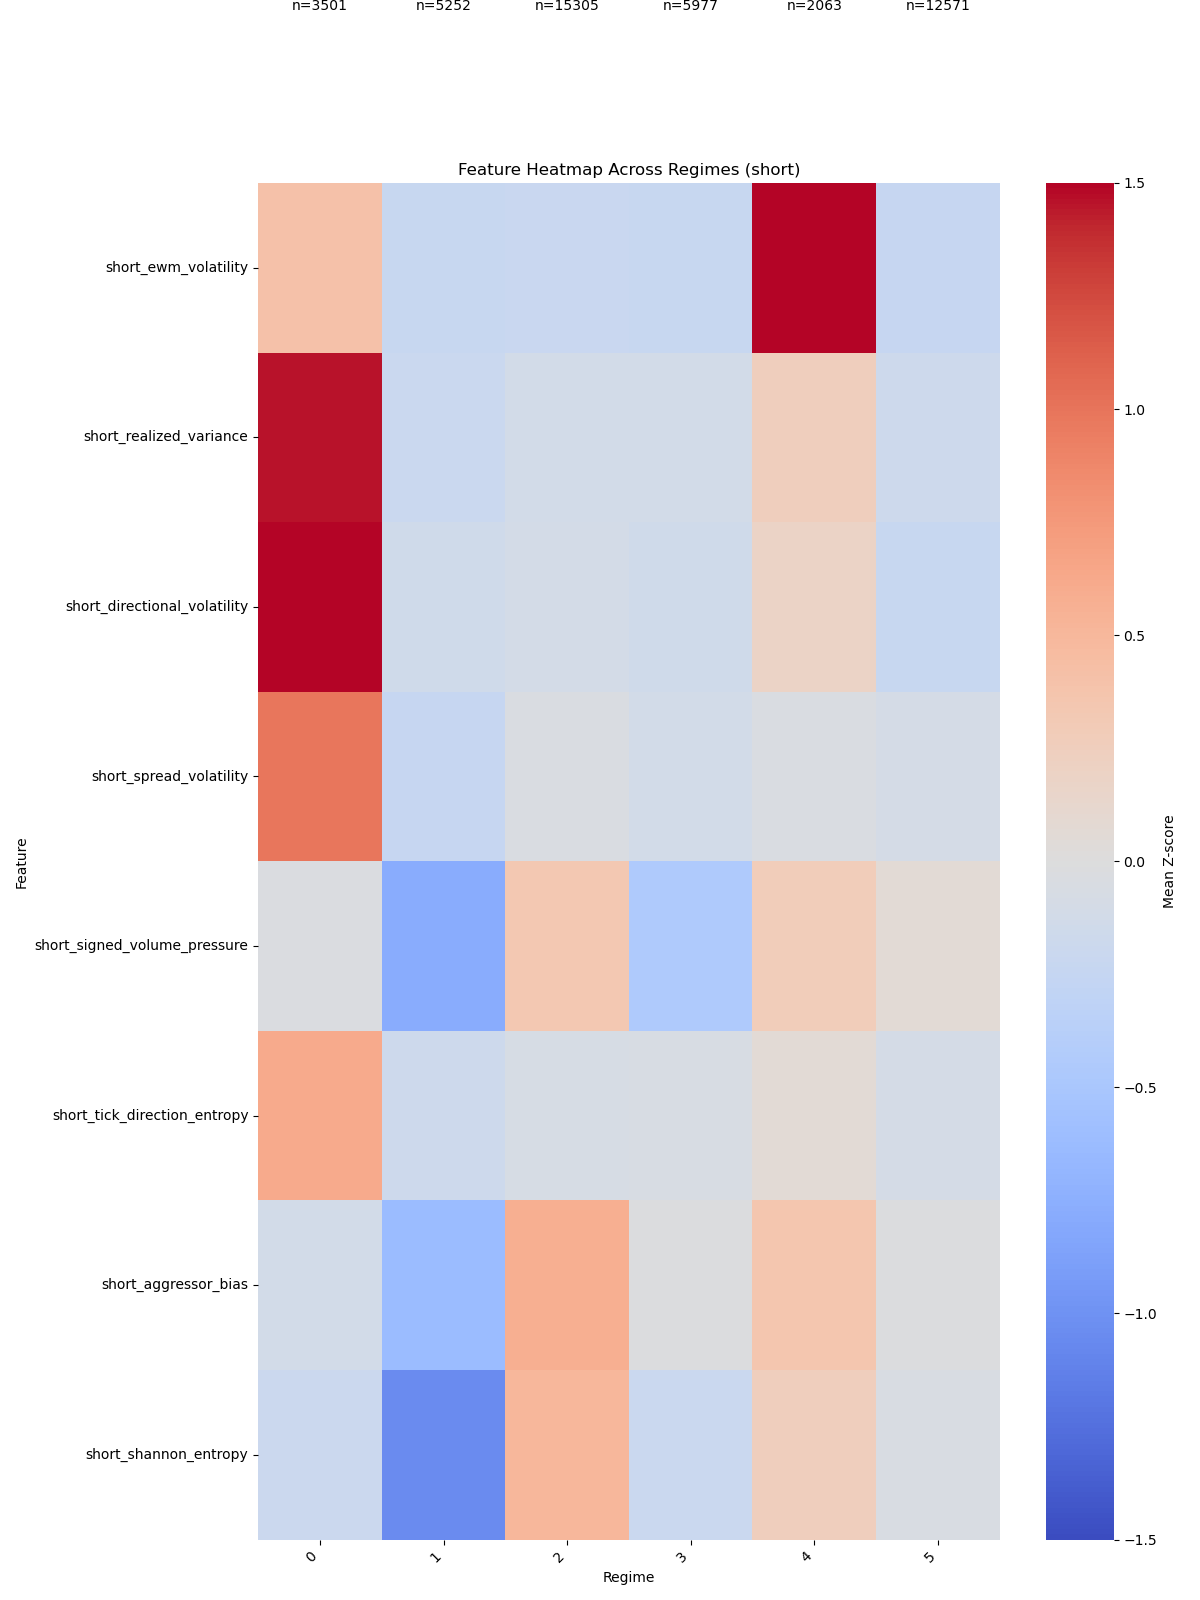 n=3501 n=5252 n=15305 n=5977 n=2063 n=12571
Feature Heatmap Across Regimes (short)
short_ewm_volatility
short_realized_variance
short_directional_volatility
short_spread_volatility
short_signed_volume_pressure
short_tick_direction_entropy
short_aggressor_bias
short_shannon_entropy
Feature
0 1 2 3 4 5
Regime
1.5
1.0
0.5
0.0
−0.5
−1.0
−1.5
Mean Z-score